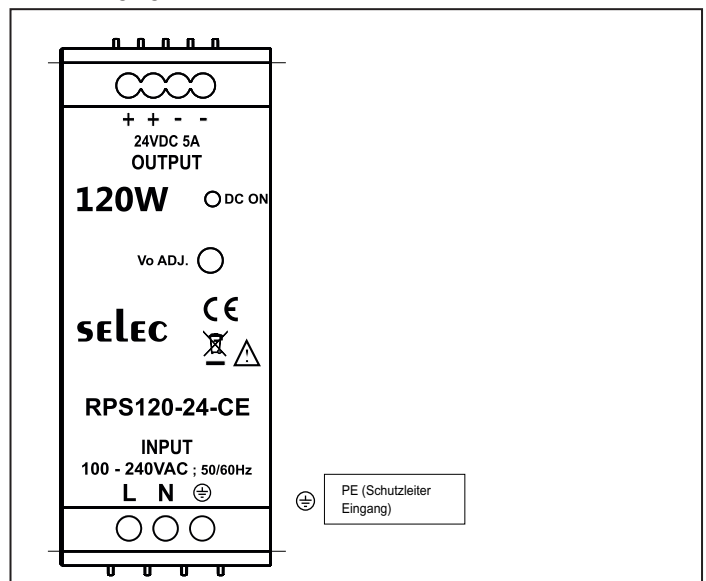 + + - -
24VDC 5A
OUTPUT
120W
DC ON
Vo ADJ.
selec
CE
RPS120-24-CE
INPUT
100 - 240VAC ; 50/60Hz
L N
PE (Schutzleiter
Eingang)